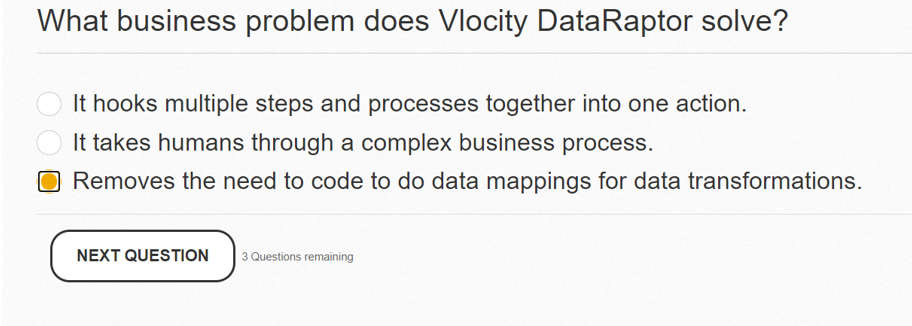 What business problem does Vlocity DataRaptor solve?
It hooks multiple steps and processes together into one action.
It takes humans through a complex business process.
Removes the need to code to do data mappings for data transformations.
NEXT QUESTION 3 Questions remaining